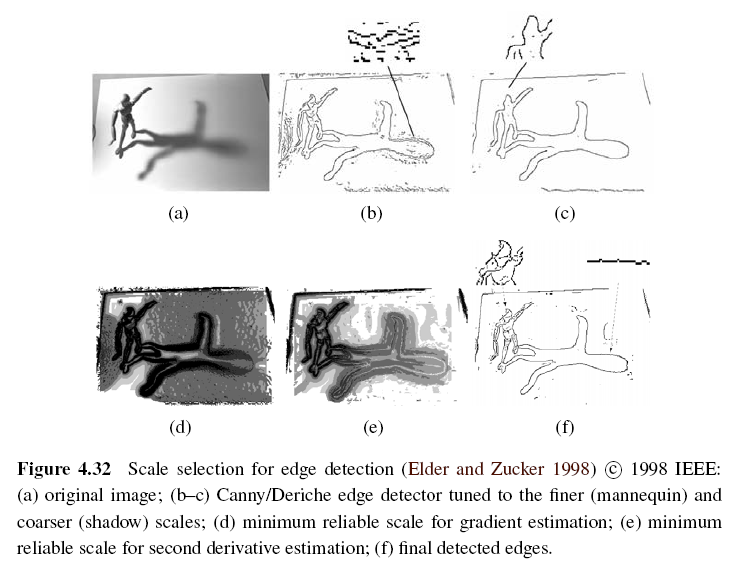 (a)
(b)
(c)
(d)
(e)
(f)
Figure 4.32 Scale selection for edge detection (Elder and Zucker 1998) © 1998 IEEE:
(a) original image; (b–c) Canny/Deriche edge detector tuned to the finer (mannequin) and
coarser (shadow) scales; (d) minimum reliable scale for gradient estimation; (e) minimum
reliable scale for second derivative estimation; (f) final detected edges.